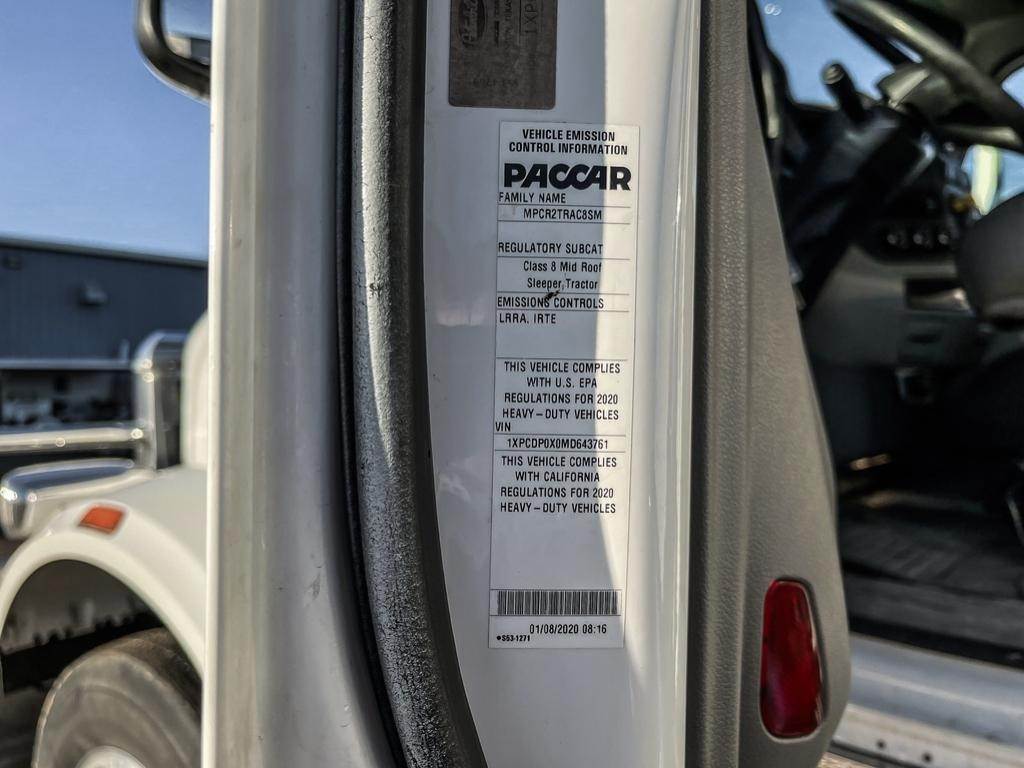 VEHICLE EMISSION
CONTROL INFORMATION
PACCAR
FAMILY NAME
MPCR2TRAC8SM
REGULATORY SUBCAT
Class 8 Mid Roof
Sleeper Tractor
EMISSIONS CONTROLS
LRRA, IRTE
THIS VEHICLE COMPLIES
WITH U.S. EPA
REGULATIONS FOR 2020
HEAVY-DUTY VEHICLES
VIN
1XPCDP0X0MD643761
THIS VEHICLE COMPLIES
WITH CALIFORNIA
REGULATIONS FOR 2020
HEAVY-DUTY VEHICLES
01/08/2020 08:16
•S53-1271